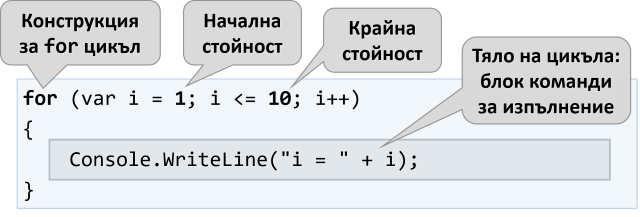 Конструкция
за for цикъл
Начална
стойност
Крайна
стойност
Тяло на цикъла:
блок команди
за изпълнение
for (var i = 1; i <= 10; i++)
{
Console.WriteLine("i = " + i);
}